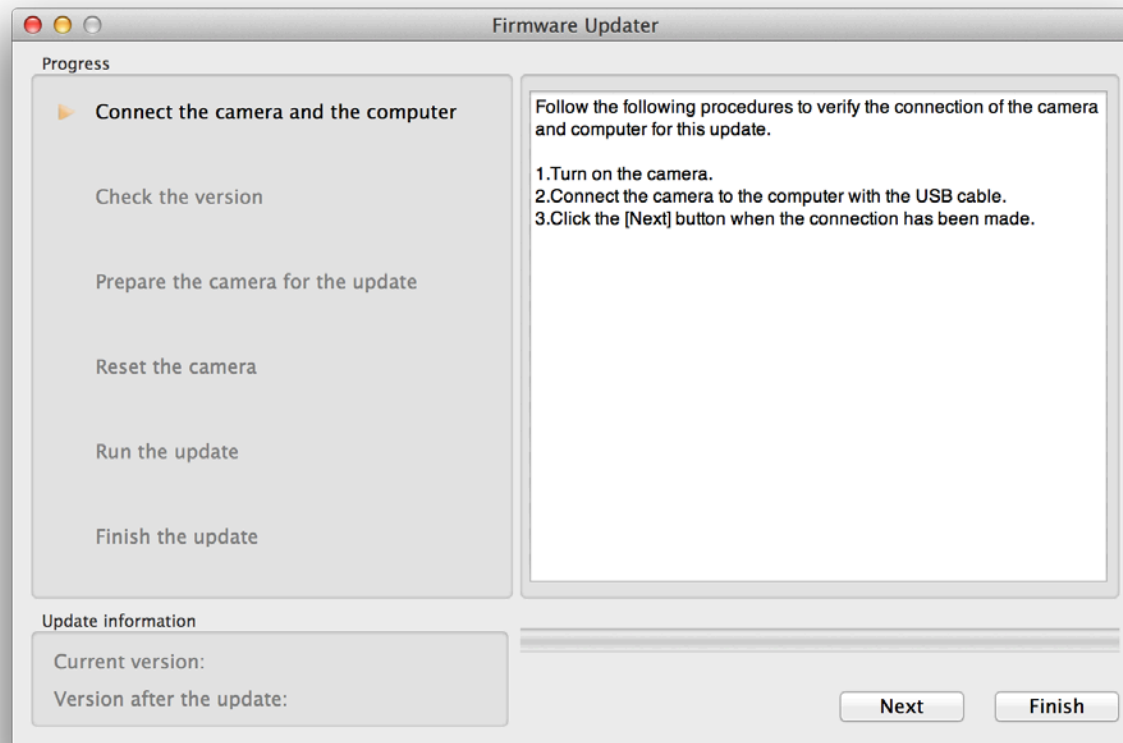 Firmware Updater
Progress
Connect the camera and the computer
Check the version
Prepare the camera for the update
Reset the camera
Run the update
Finish the update
Follow the following procedures to verify the connection of the camera
and computer for this update.
1.Turn on the camera.
2.Connect the camera to the computer with the USB cable.
3.Click the [Next] button when the connection has been made.
Update information
Current version:
Version after the update:
Next
Finish